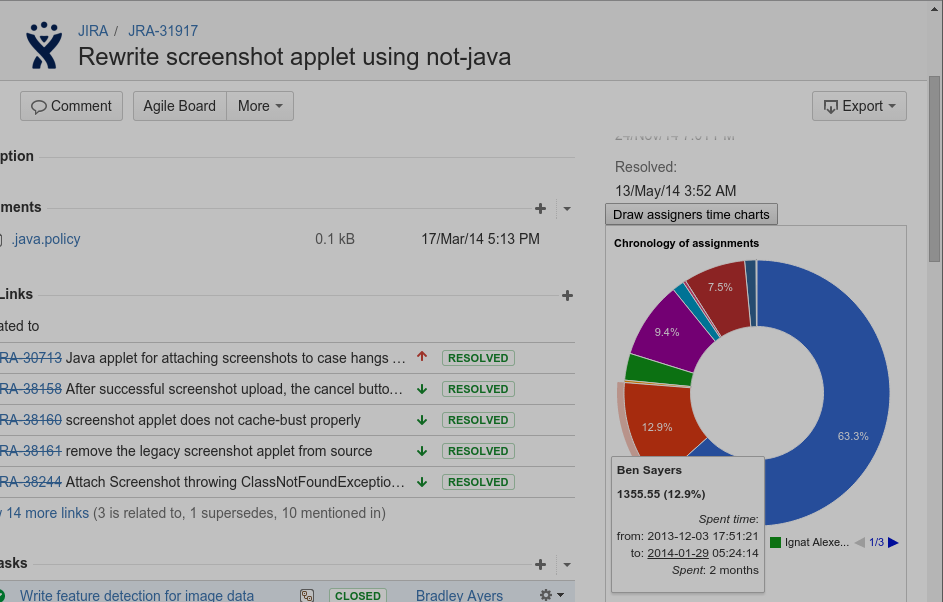 JIRA / JRA-31917
Rewrite screenshot applet using not-java
Comment Agile Board More Export
ption
ments
.java.policy 0.1 kB 17/Mar/14 5:13 PM
Links
ated to
RA-30713 Java applet for attaching screenshots to case hangs ... RESOLVED
RA-38158 After successful screenshot upload, the cancel butto... RESOLVED
RA-38160 screenshot applet does not cache-bust properly RESOLVED
RA-38161 remove the legacy screenshot applet from source RESOLVED
RA-38244 Attach Screenshot throwing ClassNotFoundExceptio... RESOLVED
14 more links (3 is related to, 1 supersedes, 10 mentioned in)
asks
Write feature detection for image data CLOSED Bradley Ayers
Resolved:
13/May/14 3:52 AM
Draw assigners time charts
Chronology of assignments
7.5%
9.4%
12.9%
63.3%
Ben Sayers
1355.55 (12.9%)
Spent time:
from: 2013-12-03 17:51:21
to: 2014-01-29 05:24:14
Spent: 2 months
Ignat Alexe... 1/3